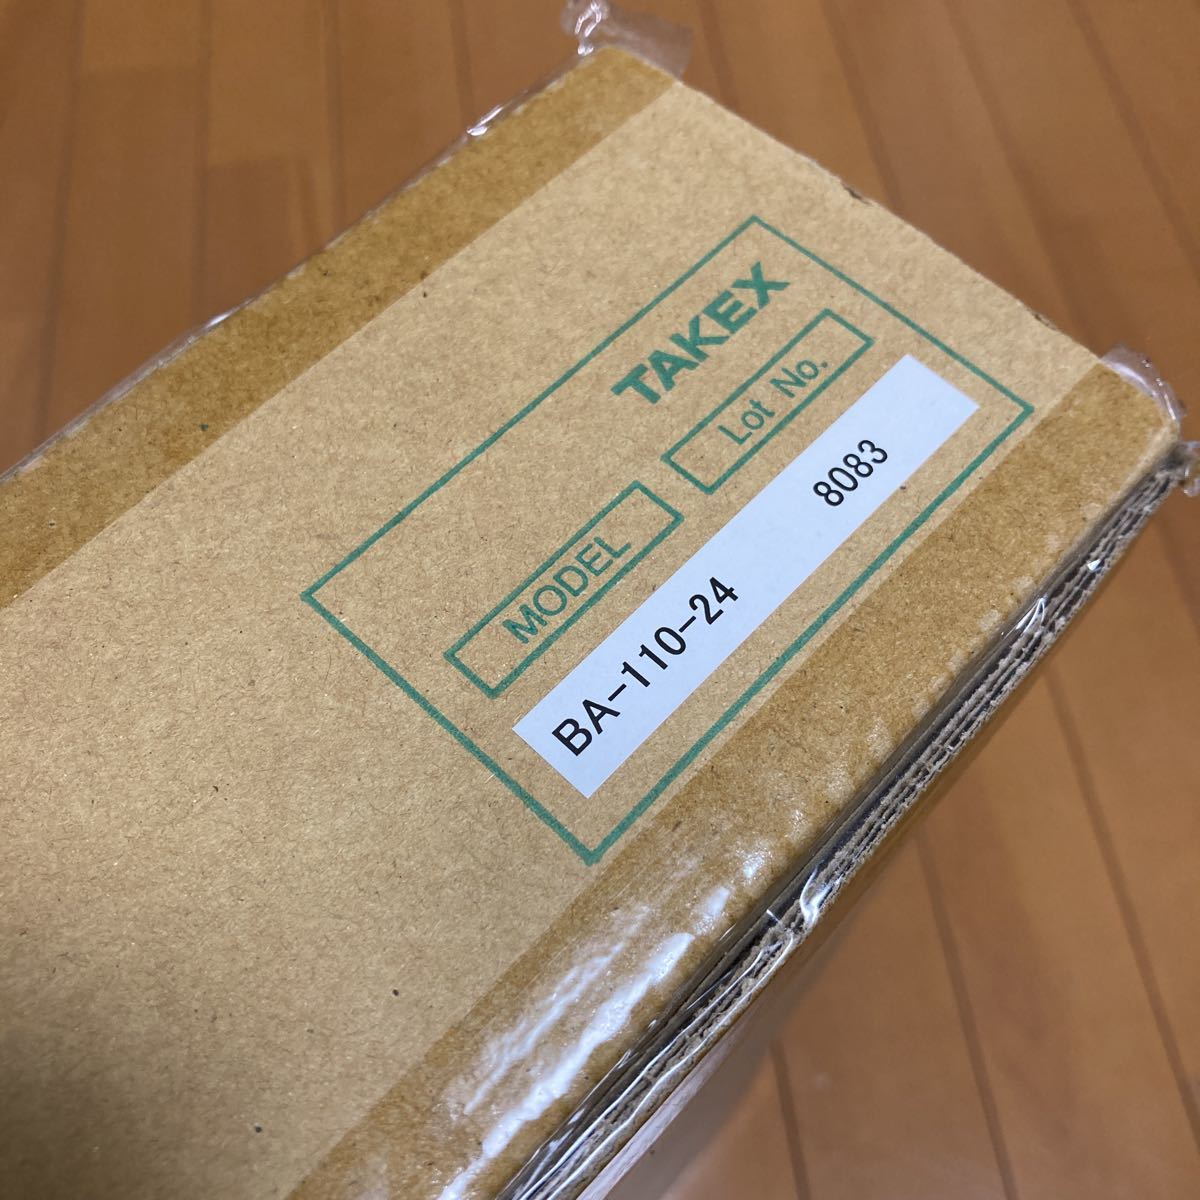 TAKEX
MODEL Lot No.
BA-110-24 8083